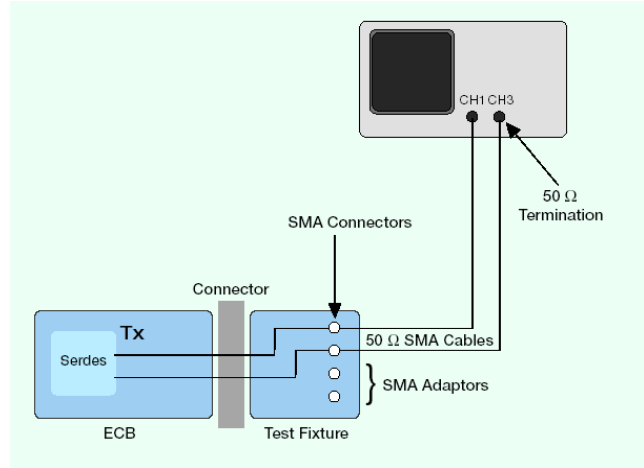 CH1 CH3
50 Ω
Termination
SMA Connectors
Connector
Tx
50 Ω SMA Cables
Serdes
SMA Adaptors
ECB
Test Fixture